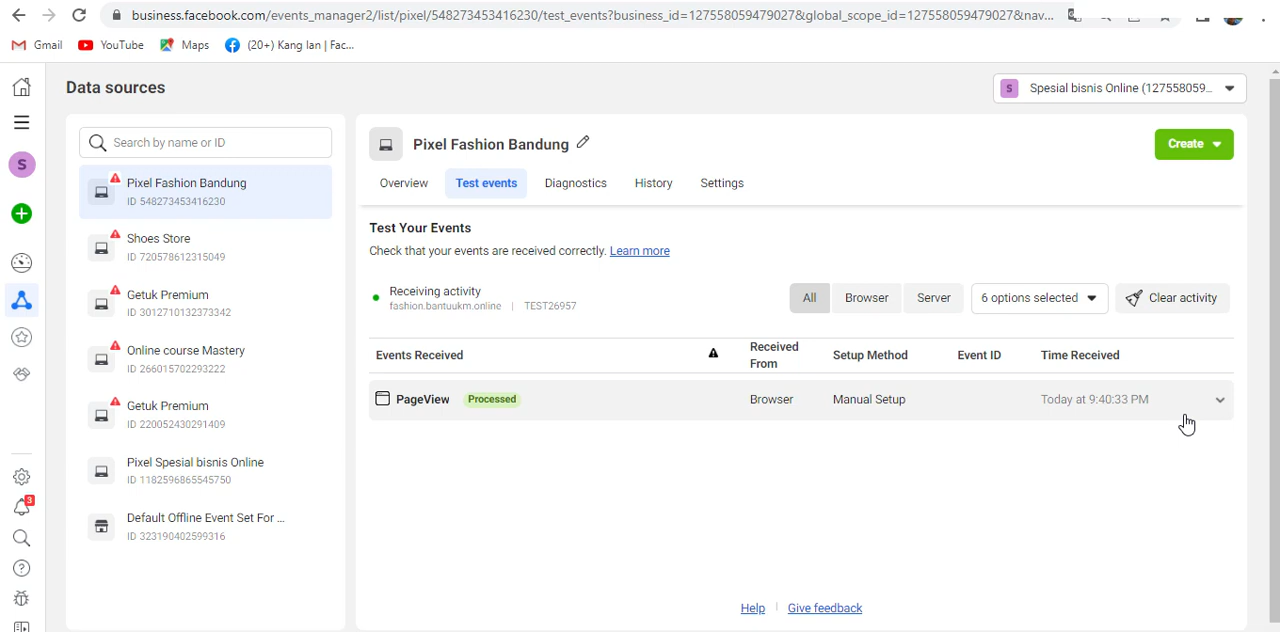 business.facebook.com/events_manager2/list/pixel/548273453416230/test_events?business_id=127558059479027&global_scope_id=127558059479027&nav...
Gmail YouTube Maps (20+) Kang Ian | Fac...
Data sources
S Spesial bisnis Online (127558059...
Search by name or ID
S
Pixel Fashion Bandung
ID 548273453416230
Shoes Store
ID 720578612315049
Getuk Premium
ID 3012710132373342
Online course Mastery
ID 266015702293222
Getuk Premium
ID 220052430291409
Pixel Spesial bisnis Online
ID 1182596865545750
Default Offline Event Set For ...
ID 323190402599316
3
Pixel Fashion Bandung
Create
Overview Test events Diagnostics History Settings
Test Your Events
Check that your events are received correctly. Learn more
Receiving activity
fashion.bantuukm.online | TEST26957
All Browser Server 6 options selected Clear activity
Events Received Received From Setup Method Event ID Time Received
PageView Processed Browser Manual Setup Today at 9:40:33 PM
Help Give feedback